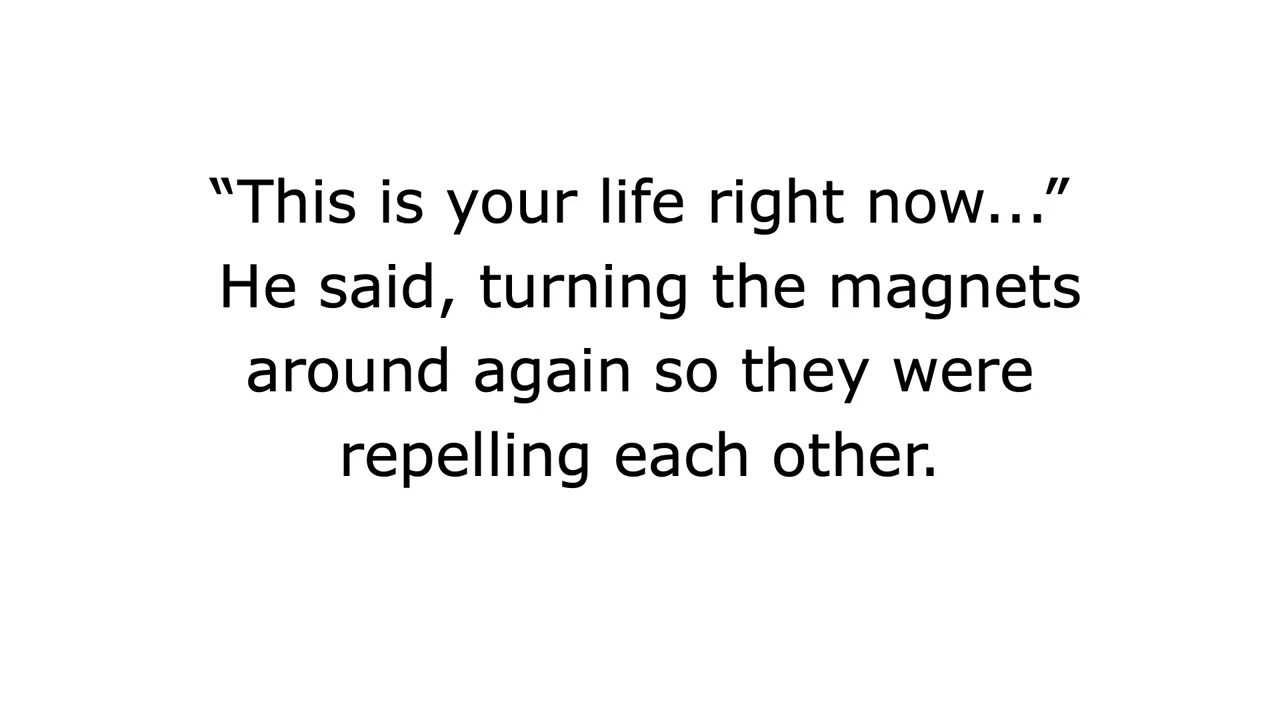 “This is your life right now...”
He said, turning the magnets
around again so they were
repelling each other.